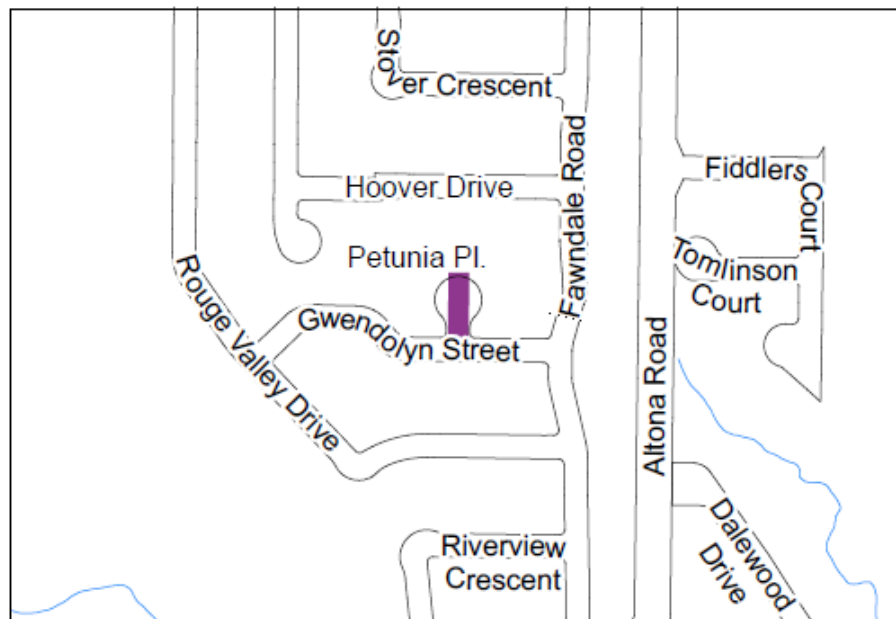 Stover Crescent
Fiddlers Court
Hoover Drive
Fawndale Road
Petunia Pl.
Tomlinson
Court
Rouge Valley Drive
Gwendolyn Street
Altona Road
Riverview
Crescent
Dalewood
Drive